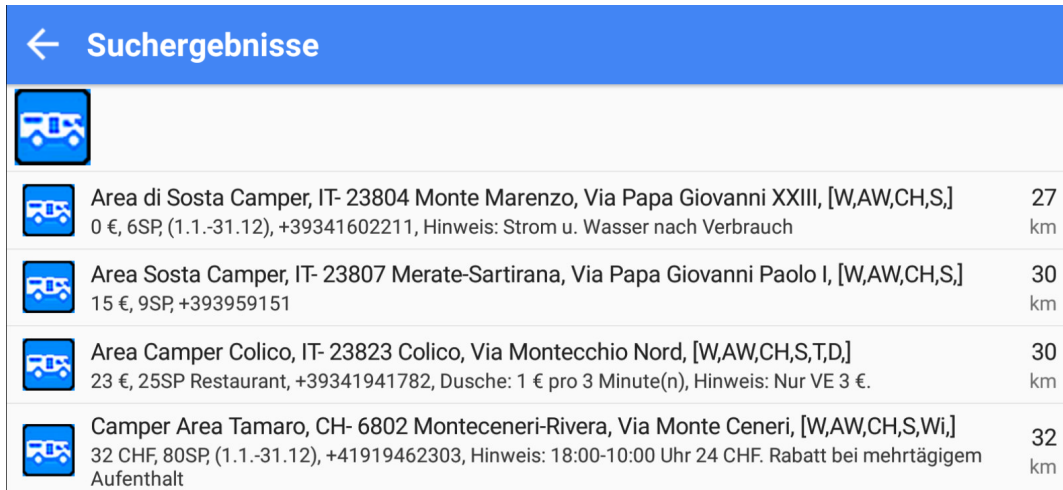 Suchergebnisse
Area di Sosta Camper, IT- 23804 Monte Marenzo, Via Papa Giovanni XXIII, [W,AW,CH,S,]
27
0 €, 6SP, (1.1.-31.12), +39341602211, Hinweis: Strom u. Wasser nach Verbrauch
km
Area Sosta Camper, IT- 23807 Merate-Sartirana, Via Papa Giovanni Paolo I, [W,AW,CH,S,]
30
15 €, 9SP, +393959151
km
Area Camper Colico, IT- 23823 Colico, Via Montecchio Nord, [W,AW,CH,S,T,D,]
30
23 €, 25SP Restaurant, +39341941782, Dusche: 1 € pro 3 Minute(n), Hinweis: Nur VE 3 €.
km
Camper Area Tamaro, CH- 6802 Monteceneri-Rivera, Via Monte Ceneri, [W,AW,CH,S,Wi,]
32
32 CHF, 80SP, (1.1.-31.12), +41919462303, Hinweis: 18:00-10:00 Uhr 24 CHF. Rabatt bei mehrtägigem
km
Aufenthalt